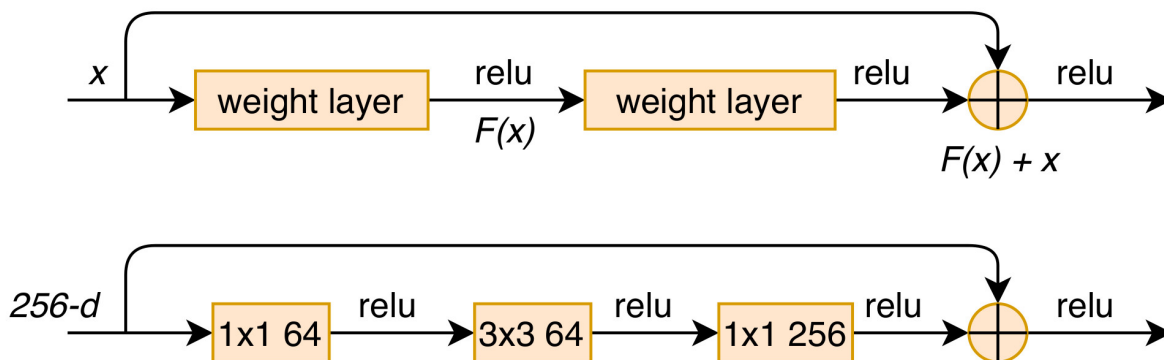 x
weight layer
relu
F(x)
weight layer
relu
relu
F(x) + x
256-d
1x1 64
relu
3x3 64
relu
1x1 256
relu
relu